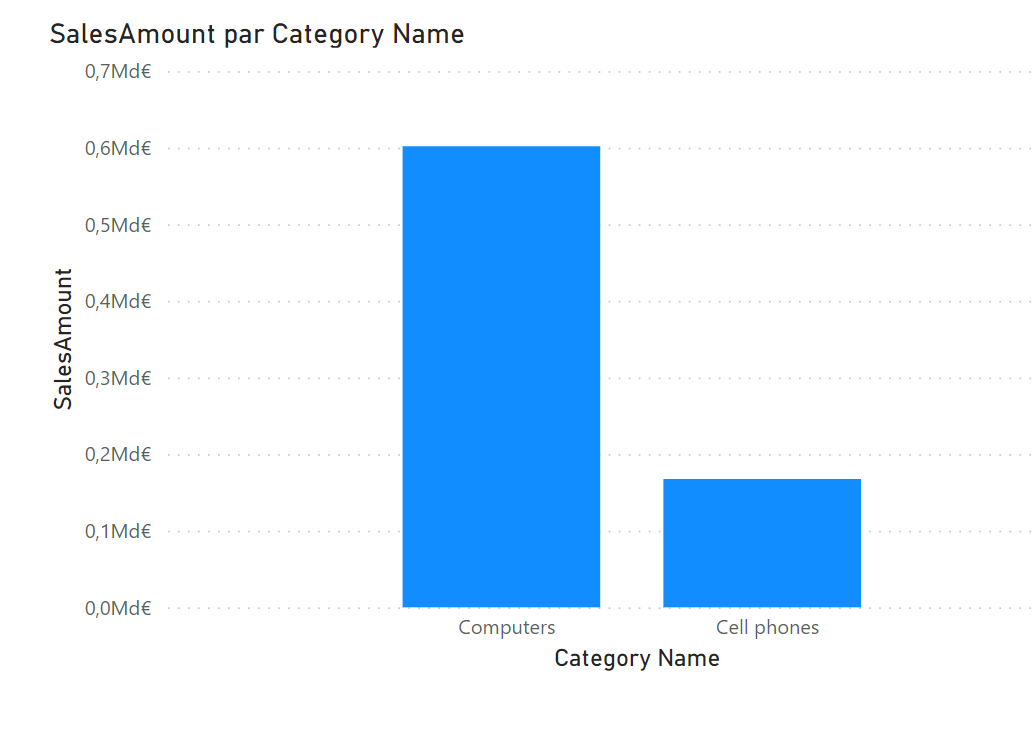 SalesAmount par Category Name
0,7Md€
0,6Md€
0,5Md€
0,4Md€
0,3Md€
0,2Md€
0,1Md€
0,0Md€
SalesAmount
Computers
Cell phones
Category Name